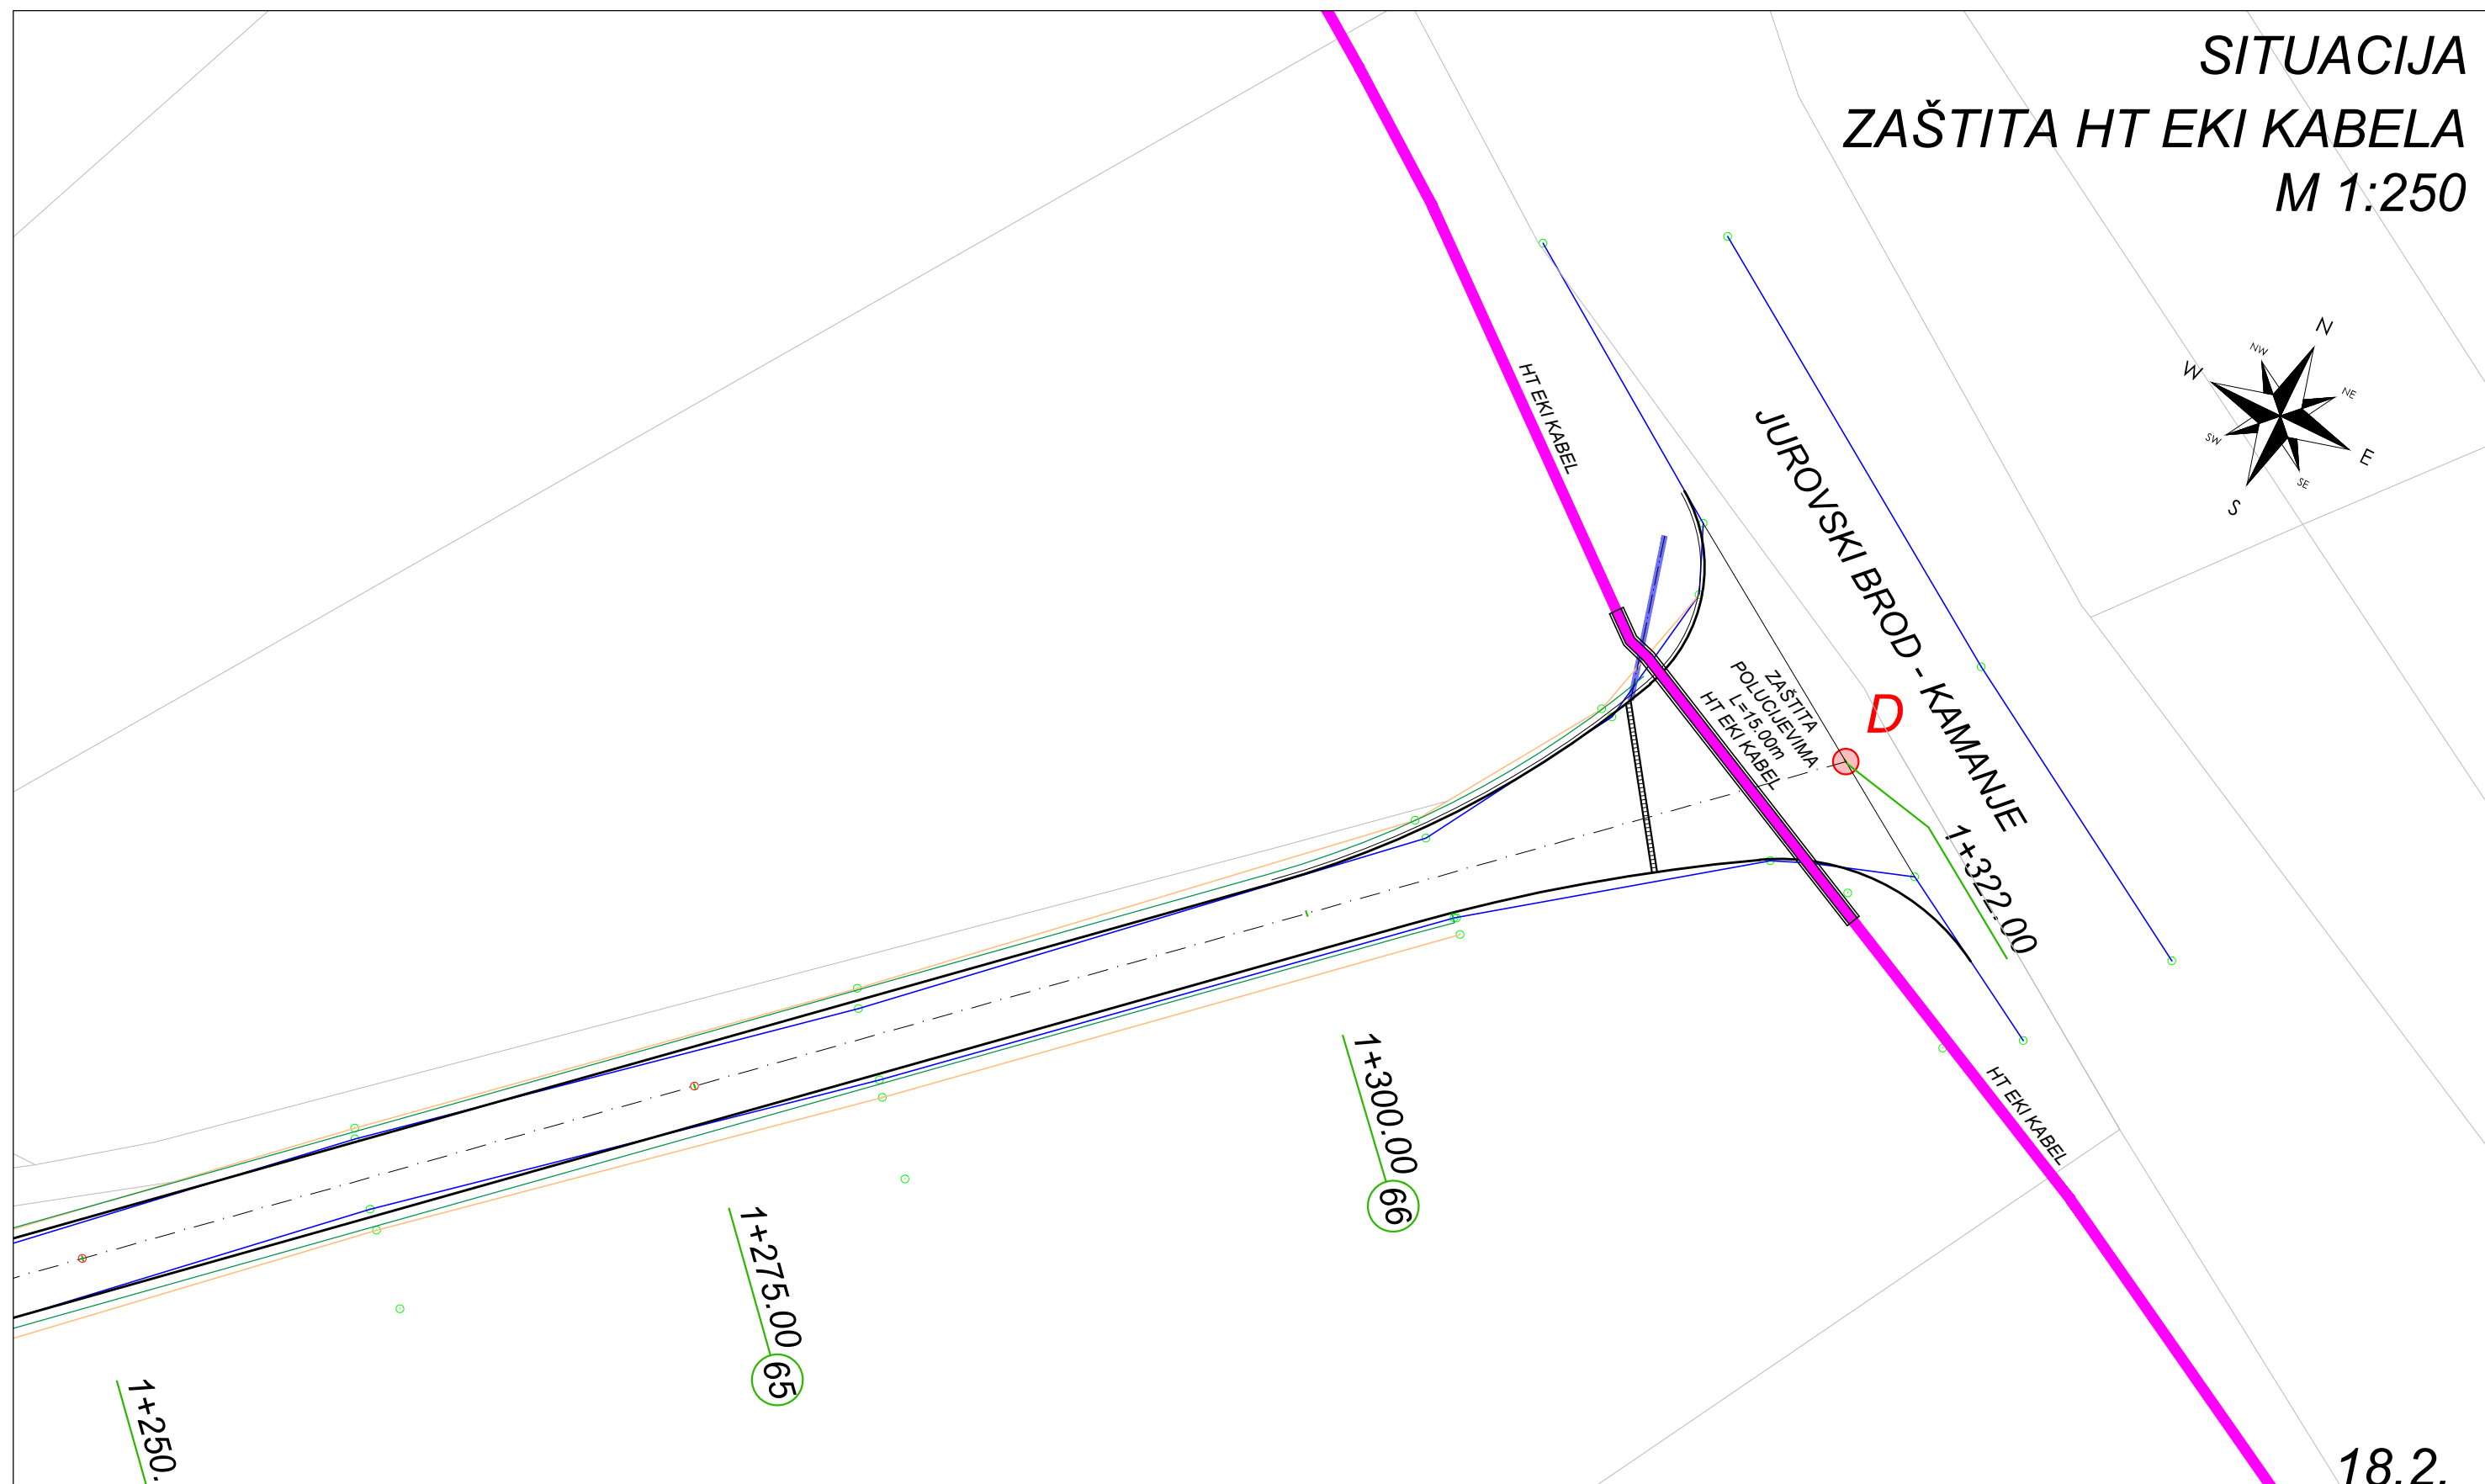 SITUACIJA
ZAŠTITA HT EKI KABELA
M 1:250
N
NW
NE
W
E
SW
SE
S
HT EKI KABEL
JUROVSKI BROD - KAMANJE
ZAŠTITA
POLUCIJEVIMA
L=15.00m
HT EKI KABEL
D
1+322.00
HT EKI KABEL
1+300.00
66
1+275.00
65
1+250.
18.2.